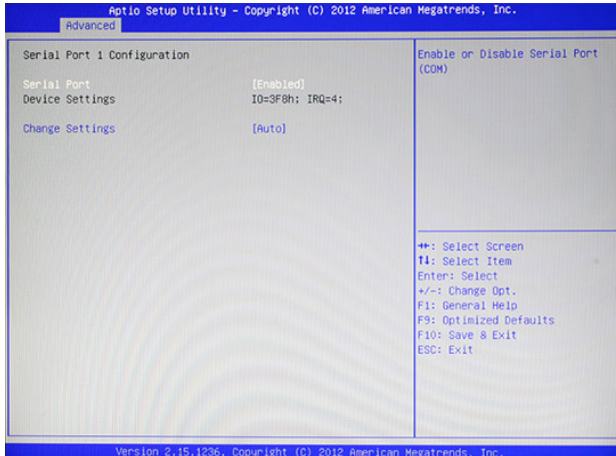 Aptio Setup Utility – Copyright (C) 2012 American Megatrends, Inc.
Advanced
Serial Port 1 Configuration
Serial Port [Enabled]
Device Settings IO=3F8h; IRQ=4;
Change Settings [Auto]
Enable or Disable Serial Port
(COM)
→←: Select Screen
↑↓: Select Item
Enter: Select
+/-: Change Opt.
F1: General Help
F9: Optimized Defaults
F10: Save & Exit
ESC: Exit
Version 2.15.1236. Copyright (C) 2012 American Megatrends, Inc.